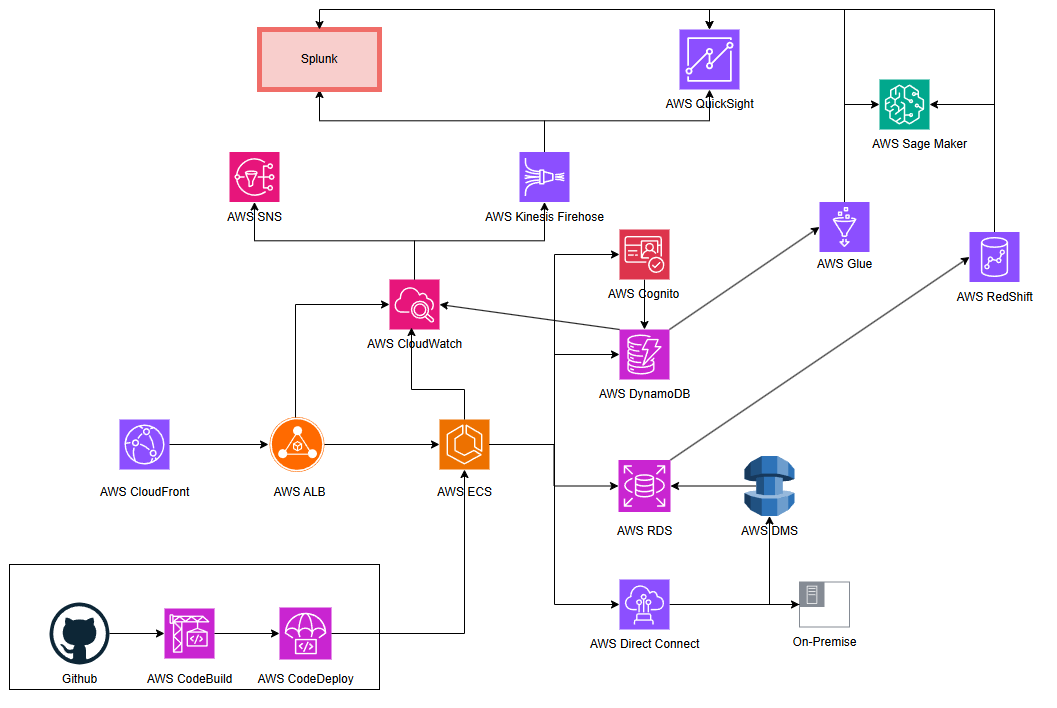 Splunk
AWS QuickSight
AWS Sage Maker
AWS SNS
AWS Kinesis Firehose
AWS Glue
AWS Cognito
AWS RedShift
AWS CloudWatch
AWS DynamoDB
AWS CloudFront
AWS ALB
AWS ECS
AWS RDS
AWS DMS
AWS Direct Connect
On-Premise
Github
AWS CodeBuild
AWS CodeDeploy